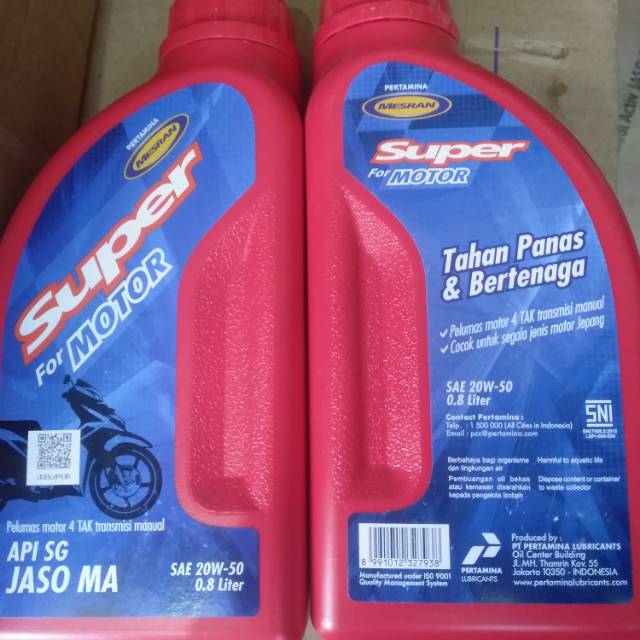 PERTAMINA
MESRAN
Super
For MOTOR
Pelumas motor 4 TAK transmisi manual
API SG
JASO MA
SAE 20W-50
0.8 Liter
PERTAMINA
MESRAN
Super
For MOTOR
Tahan Panas
& Bertenaga
Pelumas motor 4 TAK transmisi manual
Cocok untuk segala jenis motor Jepang
SAE 20W-50
0.8 Liter
Contact Pertamina :
Telp. : 1 500 000 (All Cities in Indonesia)
Email : pcc@pertamina.com
SNI
Berbahaya bagi organisme
dan lingkungan air
Harmful to aquatic life
Pembuangan oli bekas
atau kemasan diserahkan
kepada pengelola limbah
Dispose content or container
to waste collector
8 991012 327938
Manufactured under ISO 9001
Quality Management System
PERTAMINA
LUBRICANTS
Produced by :
PT PERTAMINA LUBRICANTS
Oil Center Building
JL. MH. Thamrin Kav. 55
Jakarta 10350 - INDONESIA
www.pertaminalubricants.com